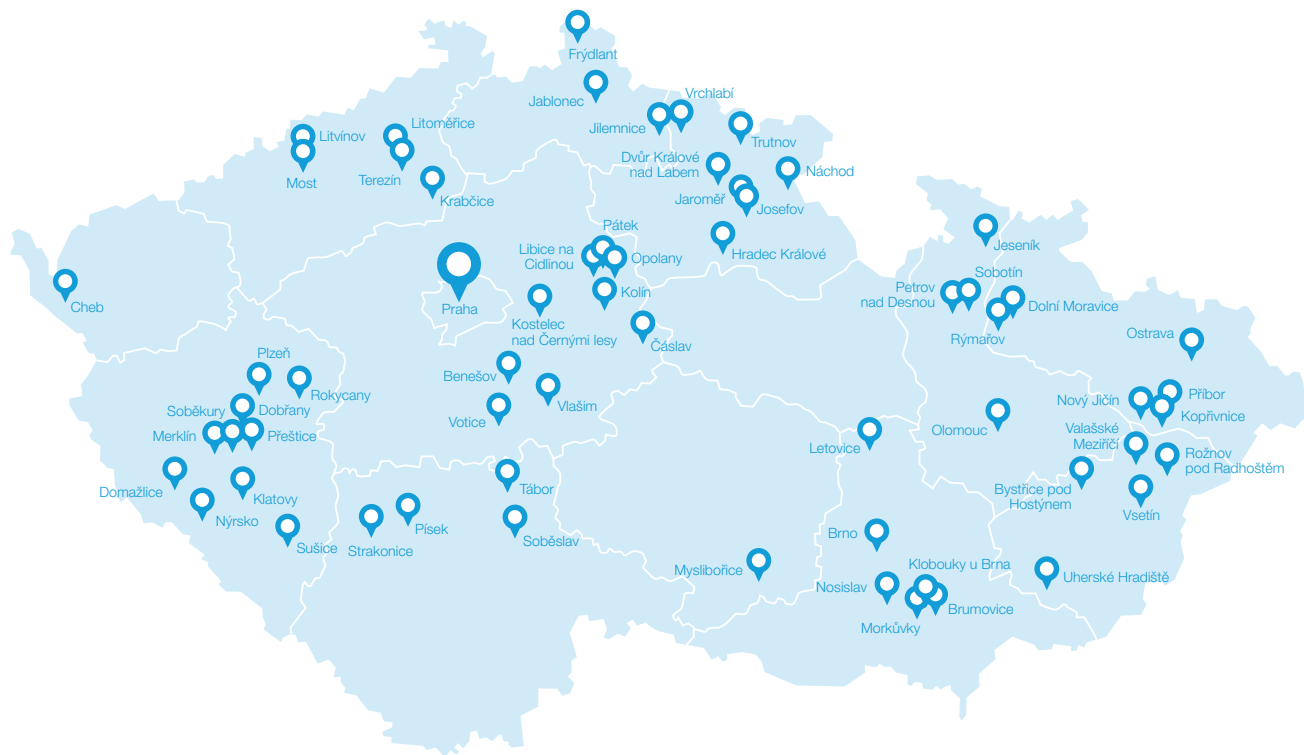 Frýdlant
Jablonec
Vrchlabí
Jilemnice
Litoměřice
Litvínov
Trutnov
Dvůr Králové
nad Labem
Náchod
Terezín
Most
Krabčice
Jaroměř
Josefov
Pátek
Libice na
Cidlinou
Opolany
Hradec Králové
Jeseník
Sobotín
Petrov
nad Desnou
Kolín
Cheb
Praha
Dolní Moravice
Kostelec
nad Černými lesy
Rýmařov
Ostrava
Čáslav
Plzeň
Benešov
Rokycany
Vlašim
Příbor
Nový Jičín
Soběkury
Dobřany
Kopřivnice
Votice
Olomouc
Valašské
Meziříčí
Merklín
Přeštice
Letovice
Rožnov
pod Radhoštěm
Domažlice
Klatovy
Tábor
Bystřice pod
Hostýnem
Vsetín
Nýrsko
Písek
Sušice
Strakonice
Soběslav
Brno
Klobouky u Brna
Myslibořice
Uherské Hradiště
Nosislav
Brumovice
Morkůvky